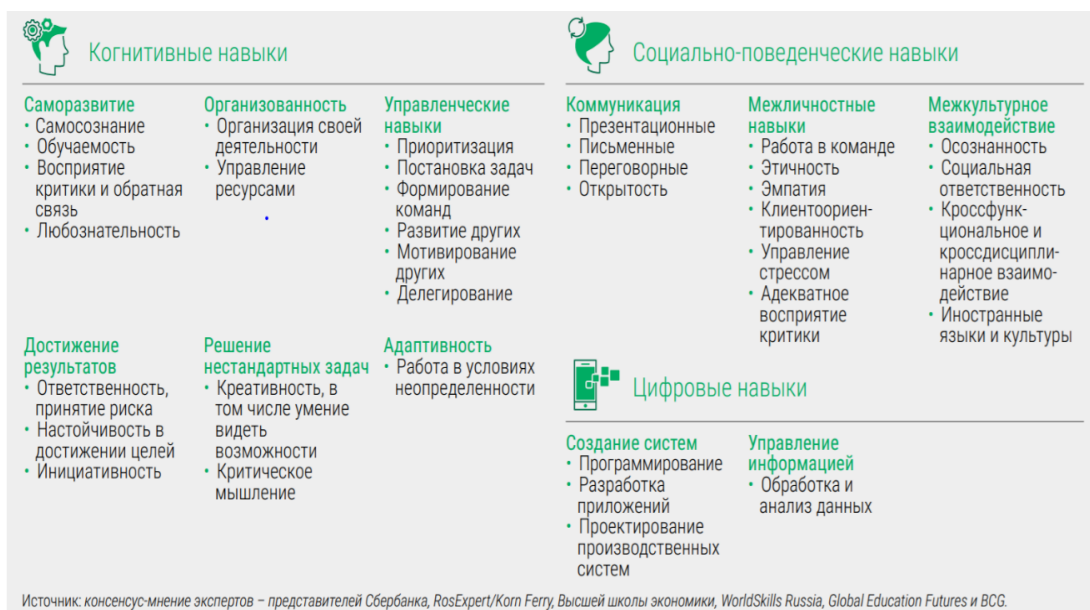 Когнитивные навыки
Саморазвитие
• Самосознание
• Обучаемость
• Восприятие
критики и обратная
связь
• Любознательность
Организованность
• Организация своей
деятельности
• Управление
ресурсами
Управленческие
навыки
• Приоритизация
• Постановка задач
• Формирование
команд
• Развитие других
• Мотивирование
других
• Делегирование
Достижение
результатов
• Ответственность,
принятие риска
• Настойчивость в
достижении целей
• Инициативность
Решение
нестандартных задач
• Креативность, в
том числе умение
видеть
возможности
• Критическое
мышление
Адаптивность
• Работа в условиях
неопределенности
Социально-поведенческие навыки
Коммуникация
• Презентационные
• Письменные
• Переговорные
• Открытость
Межличностные
навыки
• Работа в команде
• Этичность
• Эмпатия
• Клиентоориен-
тированность
• Управление
стрессом
• Адекватное
восприятие
критики
Межкультурное
взаимодействие
• Осознанность
• Социальная
ответственность
• Кроссфунк-
циональное и
кроссдисципли-
нарное взаимо-
действие
• Иностранные
языки и культуры
Цифровые навыки
Создание систем
• Программирование
• Разработка
приложений
• Проектирование
производственных
систем
Управление
информацией
• Обработка и
анализ данных
Источник: консенсус-мнение экспертов – представителей Сбербанка, RosExpert/Korn Ferry, Высшей школы экономики, WorldSkills Russia, Global Education Futures и BCG.